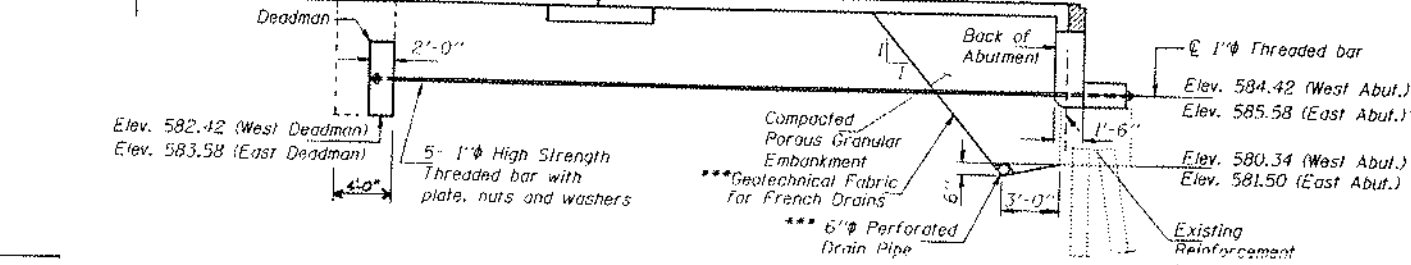 Deadman
2'-0"
Back of
Abutment
1
1
℄ 1"ϕ Threaded bar
Elev. 584.42 (West Abut.)
Elev. 585.58 (East Abut.)
Elev. 582.42 (West Deadman)
Elev. 583.58 (East Deadman)
4'-0"
5- 1"ϕ High Strength
Threaded bar with
plate, nuts and washers
Compacted
Porous Granular
Embankment
***Geotechnical Fabric
For French Drains
1'-6"
Elev. 580.34 (West Abut.)
Elev. 581.50 (East Abut.)
6"
3'-0"
*** 6"ϕ Perforated
Drain Pipe
Existing
Reinforcement